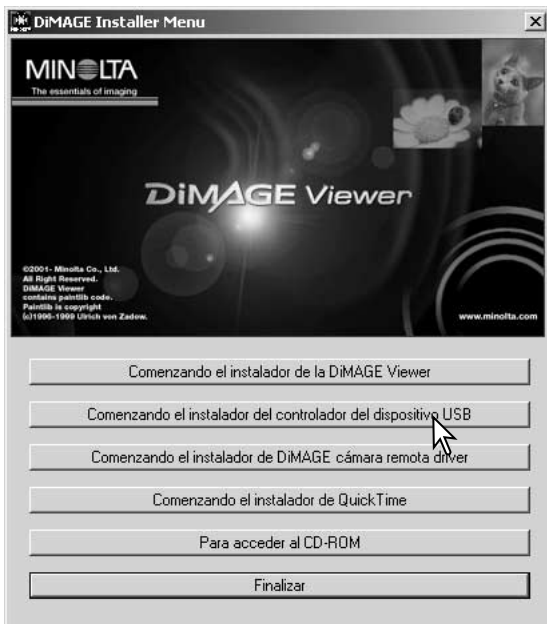 DiMAGE Installer Menu
MINOLTA
The essentials of imaging
DiMAGE Viewer
©2001- Minolta Co., Ltd.
All Right Reserved.
DiMAGE Viewer
contains paintlib code.
Paintlib is copyright
(c)1996-1999 Ulrich von Zadow.
www.minolta.com
Comenzando el instalador de la DiMAGE Viewer
Comenzando el instalador del controlador del dispositivo USB
Comenzando el instalador de DiMAGE cámara remota driver
Comenzando el instalador de QuickTime
Para acceder al CD-ROM
Finalizar